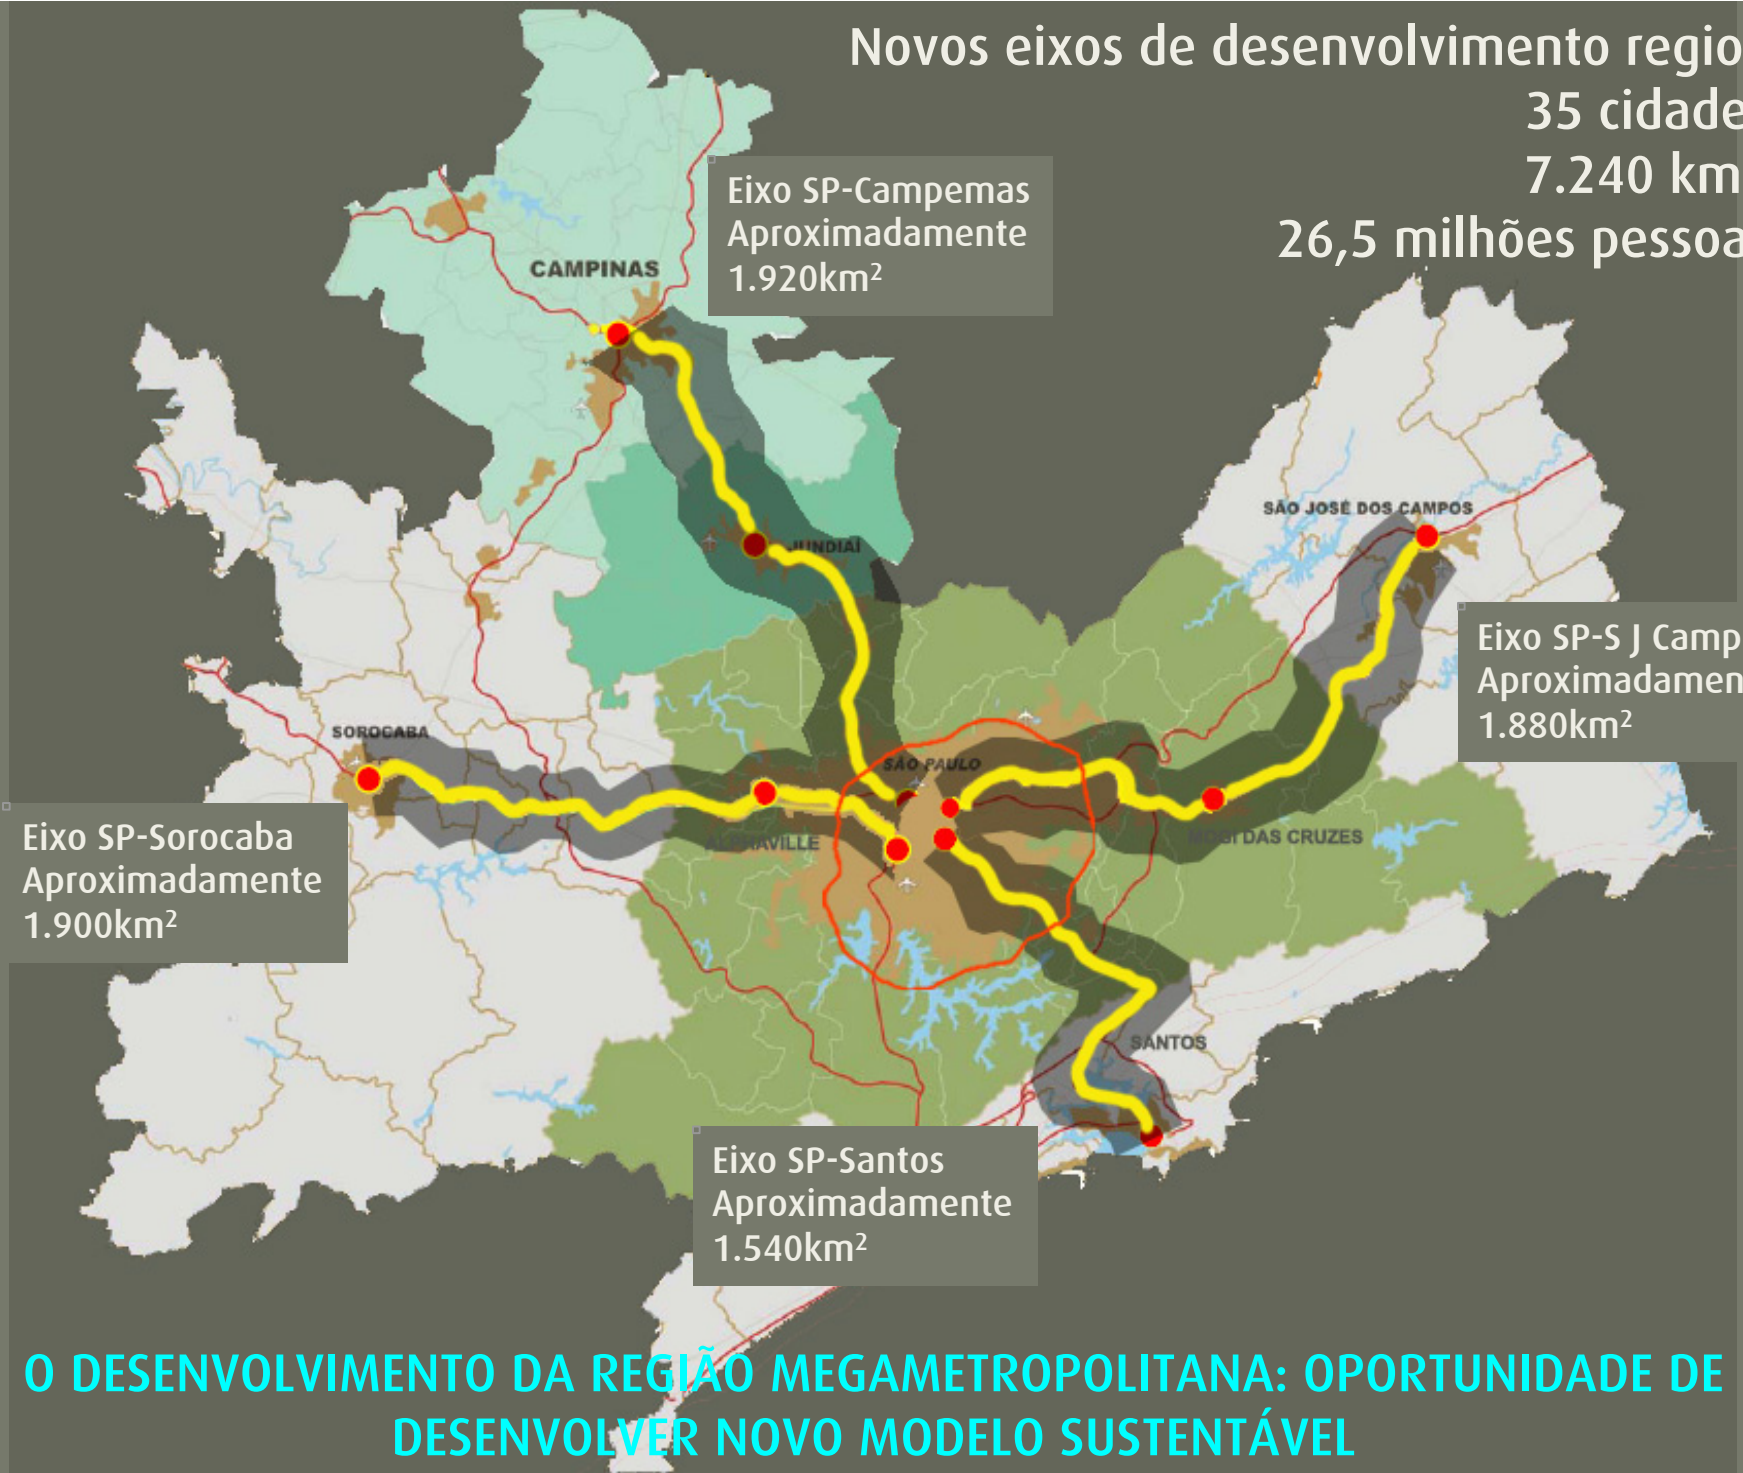 Novos eixos de desenvolvimento regio
35 cidade
7.240 km
26,5 milhões pessoa
Eixo SP-Campemas
Aproximadamente
1.920km²
CAMPINAS
JUNDIAÍ
SÃO JOSÉ DOS CAMPOS
Eixo SP-S J Camp
Aproximadamen
1.880km²
SOROCABA
SÃO PAULO
ALPHAVILLE
MOGI DAS CRUZES
Eixo SP-Sorocaba
Aproximadamente
1.900km²
SANTOS
Eixo SP-Santos
Aproximadamente
1.540km²
O DESENVOLVIMENTO DA REGIÃO MEGAMETROPOLITANA: OPORTUNIDADE DE
DESENVOLVER NOVO MODELO SUSTENTÁVEL